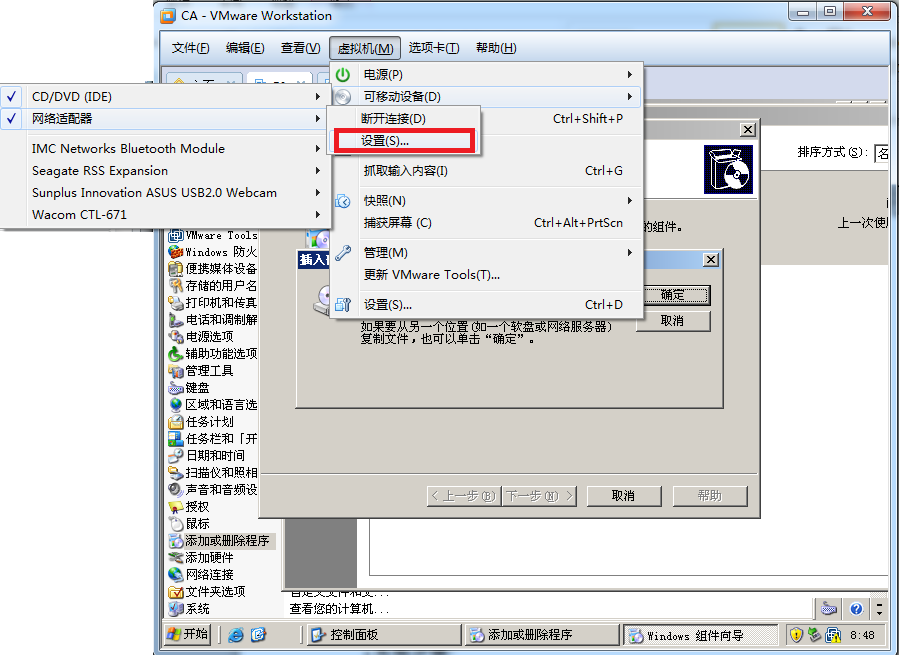 CA - VMware Workstation
文件(F) 编辑(E) 查看(V) 虚拟机(M) 选项卡(T) 帮助(H)
电源(P)
可移动设备(D)
CD/DVD (IDE)
网络适配器
IMC Networks Bluetooth Module
Seagate RSS Expansion
Sunplus Innovation ASUS USB2.0 Webcam
Wacom CTL-671
断开连接(D)
设置(S)...
Ctrl+Shift+P
抓取输入内容(I) Ctrl+G
快照(N)
捕获屏幕 (C) Ctrl+Alt+PrtScn
管理(M)
更新 VMware Tools(T)...
设置(S)... Ctrl+D
排序方式(S):
上一次使
的组件。
插入
确定
取消
如果要从另一个位置(如一个软盘或网络服务器)
复制文件，也可以单击“确定”。
< 上一步(B) 下一步(N) > 取消 帮助
VMware Tools
Windows 防火
便携媒体设备
存储的用户名
打印机和传真
电话和调制解
电源选项
辅助功能选项
管理工具
键盘
区域和语言选
任务计划
任务栏和「开
日期和时间
扫描仪和照相
声音和音频设
授权
鼠标
添加或删除程序
添加硬件
网络连接
文件夹选项
系统
查看您的计算机...
开始 控制面板 添加或删除程序 Windows 组件向导 8:48